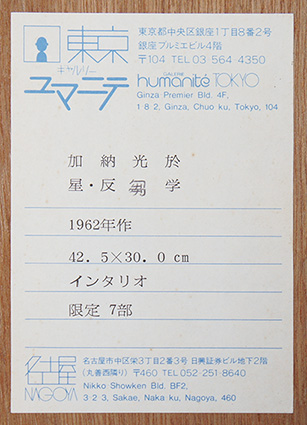 東京
東京都中央区銀座1丁目8番2号
銀座プルミエビル4階
〒104 TEL 03 564 4350
ギャルリー
ユマニテ
GALERIE
humanité TOKYO
Ginza Premier Bld. 4F,
1 8 2, Ginza, Chuo ku, Tokyo, 104
加納光於
星・反 学
1962年作
42.5×30.0cm
インタリオ
限定 7部
名古屋
NAGOYA
名古屋市中区栄3丁目2番3号 日興証券ビル地下2階
(丸善西隣り) 〒460 TEL 052-251-8640
Nikko Showken Bld. BF2,
3 2 3, Sakae, Naka ku, Nagoya, 460